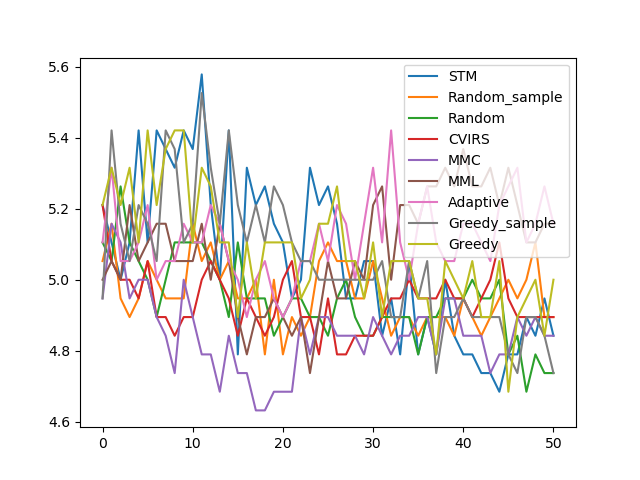 5.6
5.4
5.2
5.0
4.8
4.6
0
10
20
30
40
50
STM
Random_sample
Random
CVIRS
MMC
MML
Adaptive
Greedy_sample
Greedy